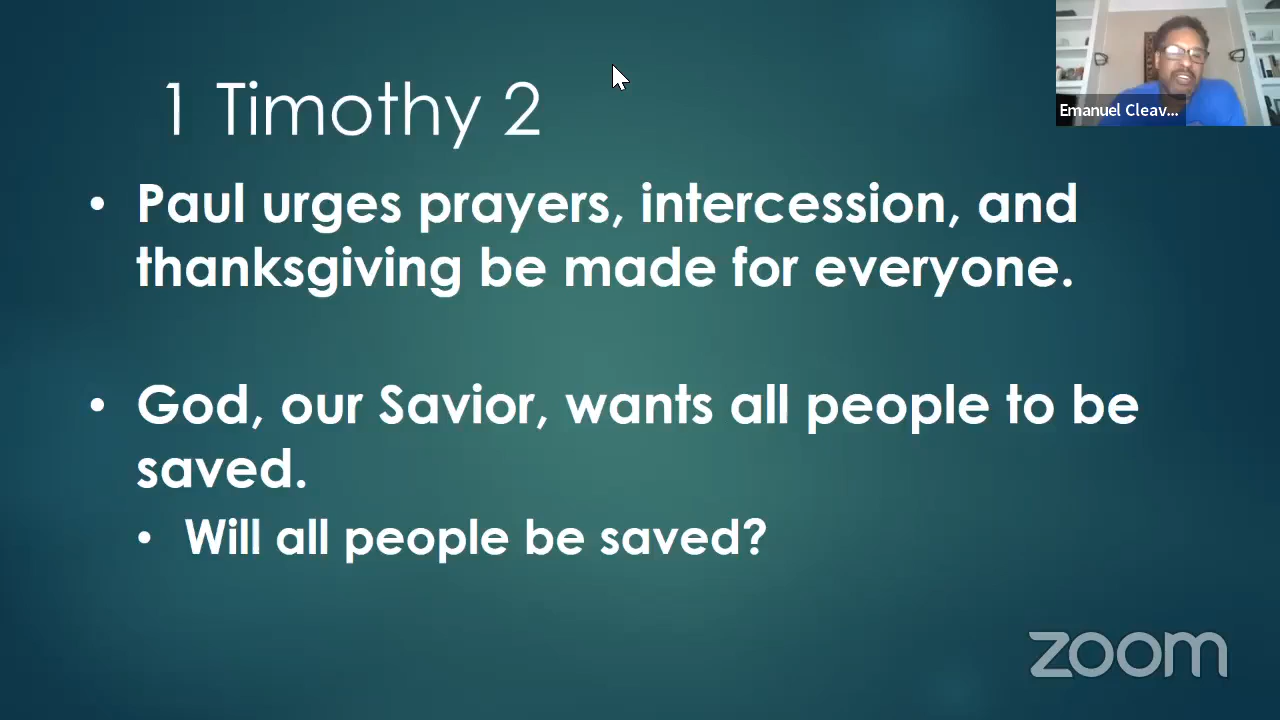 1 Timothy 2
Emanuel Cleav...
• Paul urges prayers, intercession, and
thanksgiving be made for everyone.
• God, our Savior, wants all people to be
saved.
• Will all people be saved?
zoom